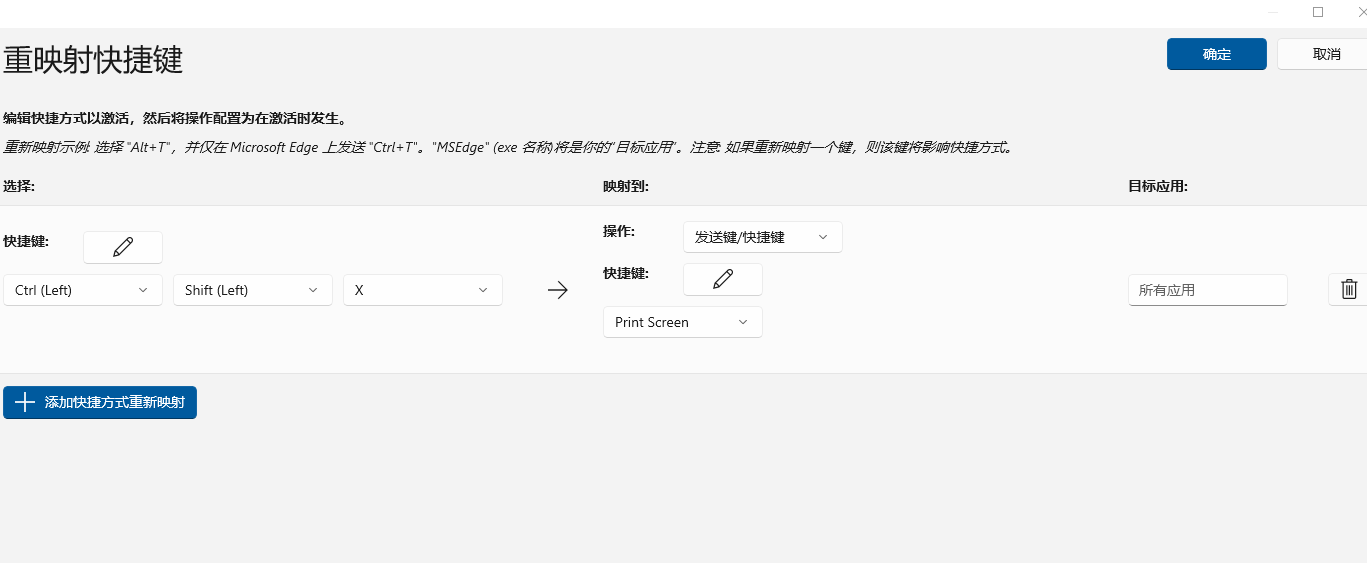 重映射快捷键
确定
取消
编辑快捷方式以激活，然后将操作配置为在激活时发生。
重新映射示例: 选择 "Alt+T"，并仅在 Microsoft Edge 上发送 "Ctrl+T"。"MSEdge" (exe 名称)将是你的“目标应用”。注意: 如果重新映射一个键，则该键将影响快捷方式。
选择:
映射到:
目标应用:
快捷键:
操作:
发送键/快捷键
快捷键:
Ctrl (Left)
Shift (Left)
X
所有应用
Print Screen
添加快捷方式重新映射